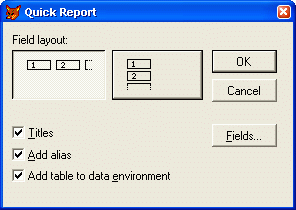 Quick Report
Field layout:
1 2
1
2
OK
Cancel
Titles
Fields...
Add alias
Add table to data environment